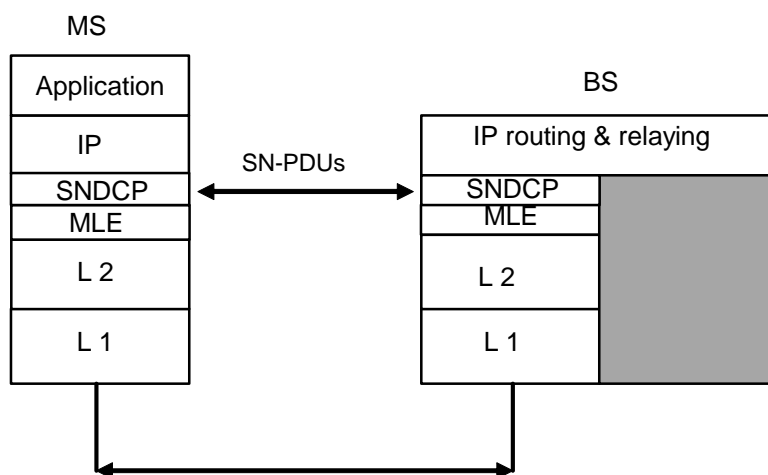 MS
Application
IP
SNDCP
MLE
L 2
L 1
SN-PDUs
BS
IP routing & relaying
SNDCP
MLE
L 2
L 1